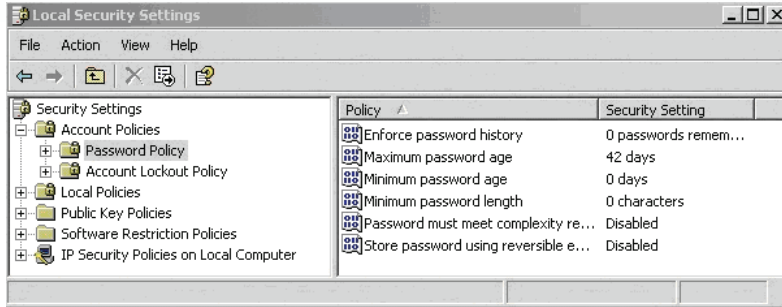 Local Security Settings
File Action View Help
Security Settings
Account Policies
Password Policy
Account Lockout Policy
Local Policies
Public Key Policies
Software Restriction Policies
IP Security Policies on Local Computer
Policy Security Setting
Enforce password history 0 passwords remem...
Maximum password age 42 days
Minimum password age 0 days
Minimum password length 0 characters
Password must meet complexity re... Disabled
Store password using reversible e... Disabled